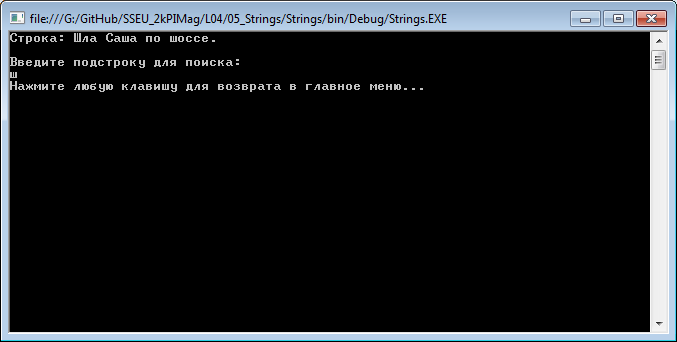 file:///G:/GitHub/SSEU_2kPIMag/L04/05_Strings/Strings/bin/Debug/Strings.EXE
Строка: Шла Саша по шоссе.
Введите подстроку для поиска:
ш
Нажмите любую клавишу для возврата в главное меню...